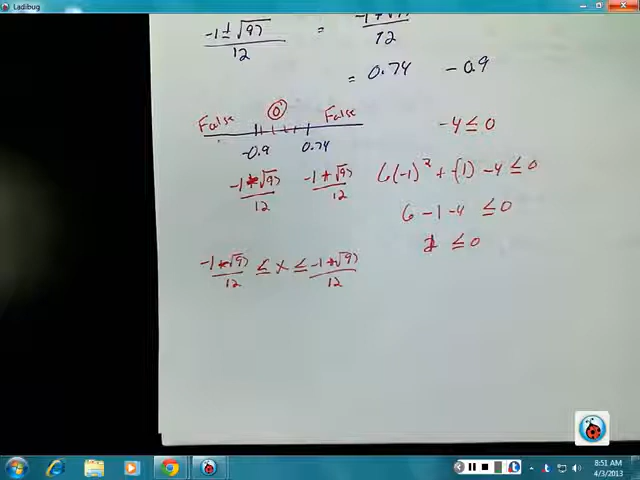 Ladibug
-1±√97 / 12 = -1+√97 / 12
= 0.74 -0.9
False 0 False
-0.9 0.74
-4 ≤ 0
-1-√97 / 12 -1+√97 / 12
6(-1)² + (-1) -4 ≤ 0
6 -1 -4 ≤ 0
1 ≤ 0
-1-√97 / 12 ≤ x ≤ -1+√97 / 12
8:51 AM
4/3/2013